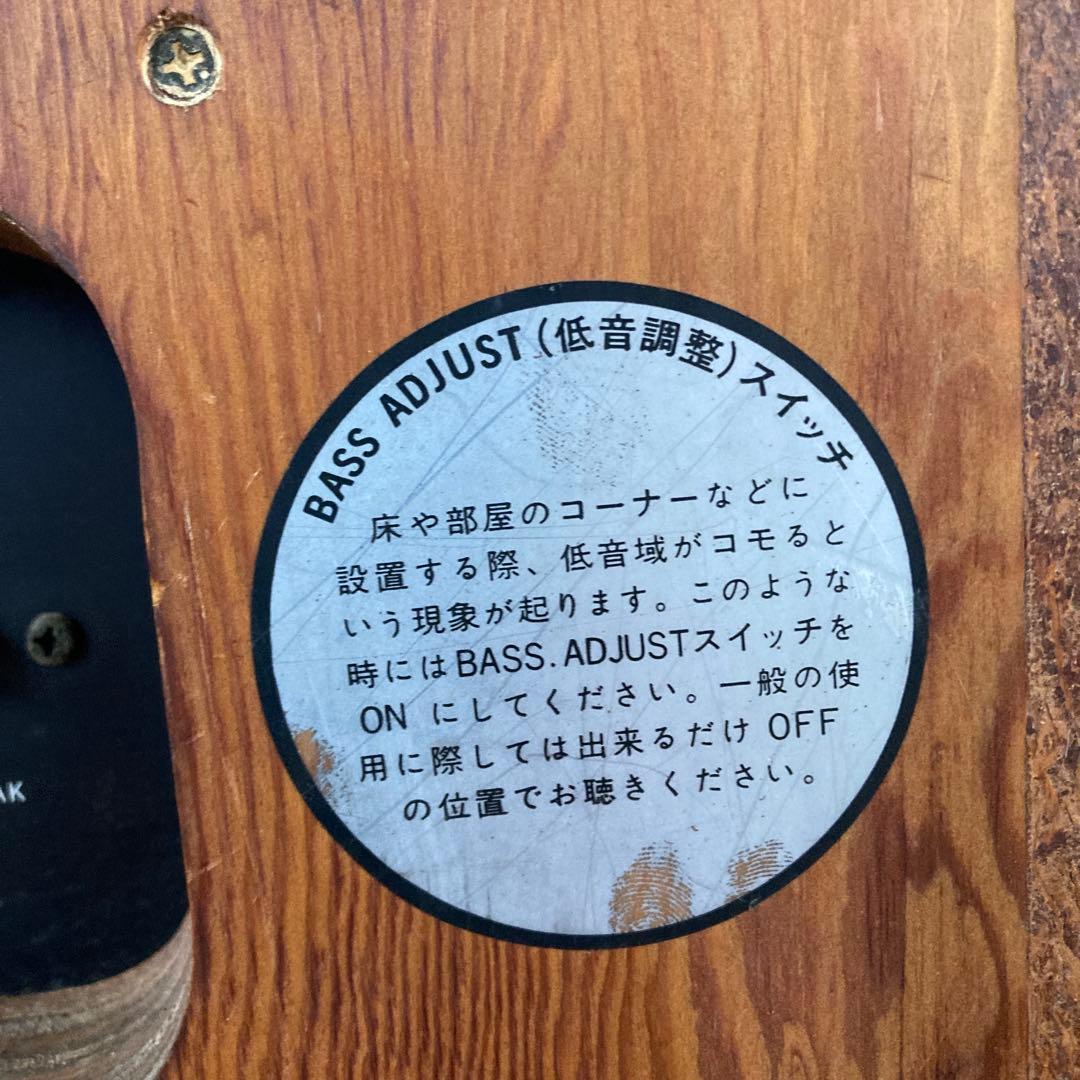 BASS ADJUST (低音調整) スイッチ
床や部屋のコーナーなどに
設置する際、低音域がコモると
いう現象が起ります。このような
時にはBASS.ADJUSTスイッチを
ON にしてください。一般の使
用に際しては出来るだけ OFF
の位置でお聴きください。
AK